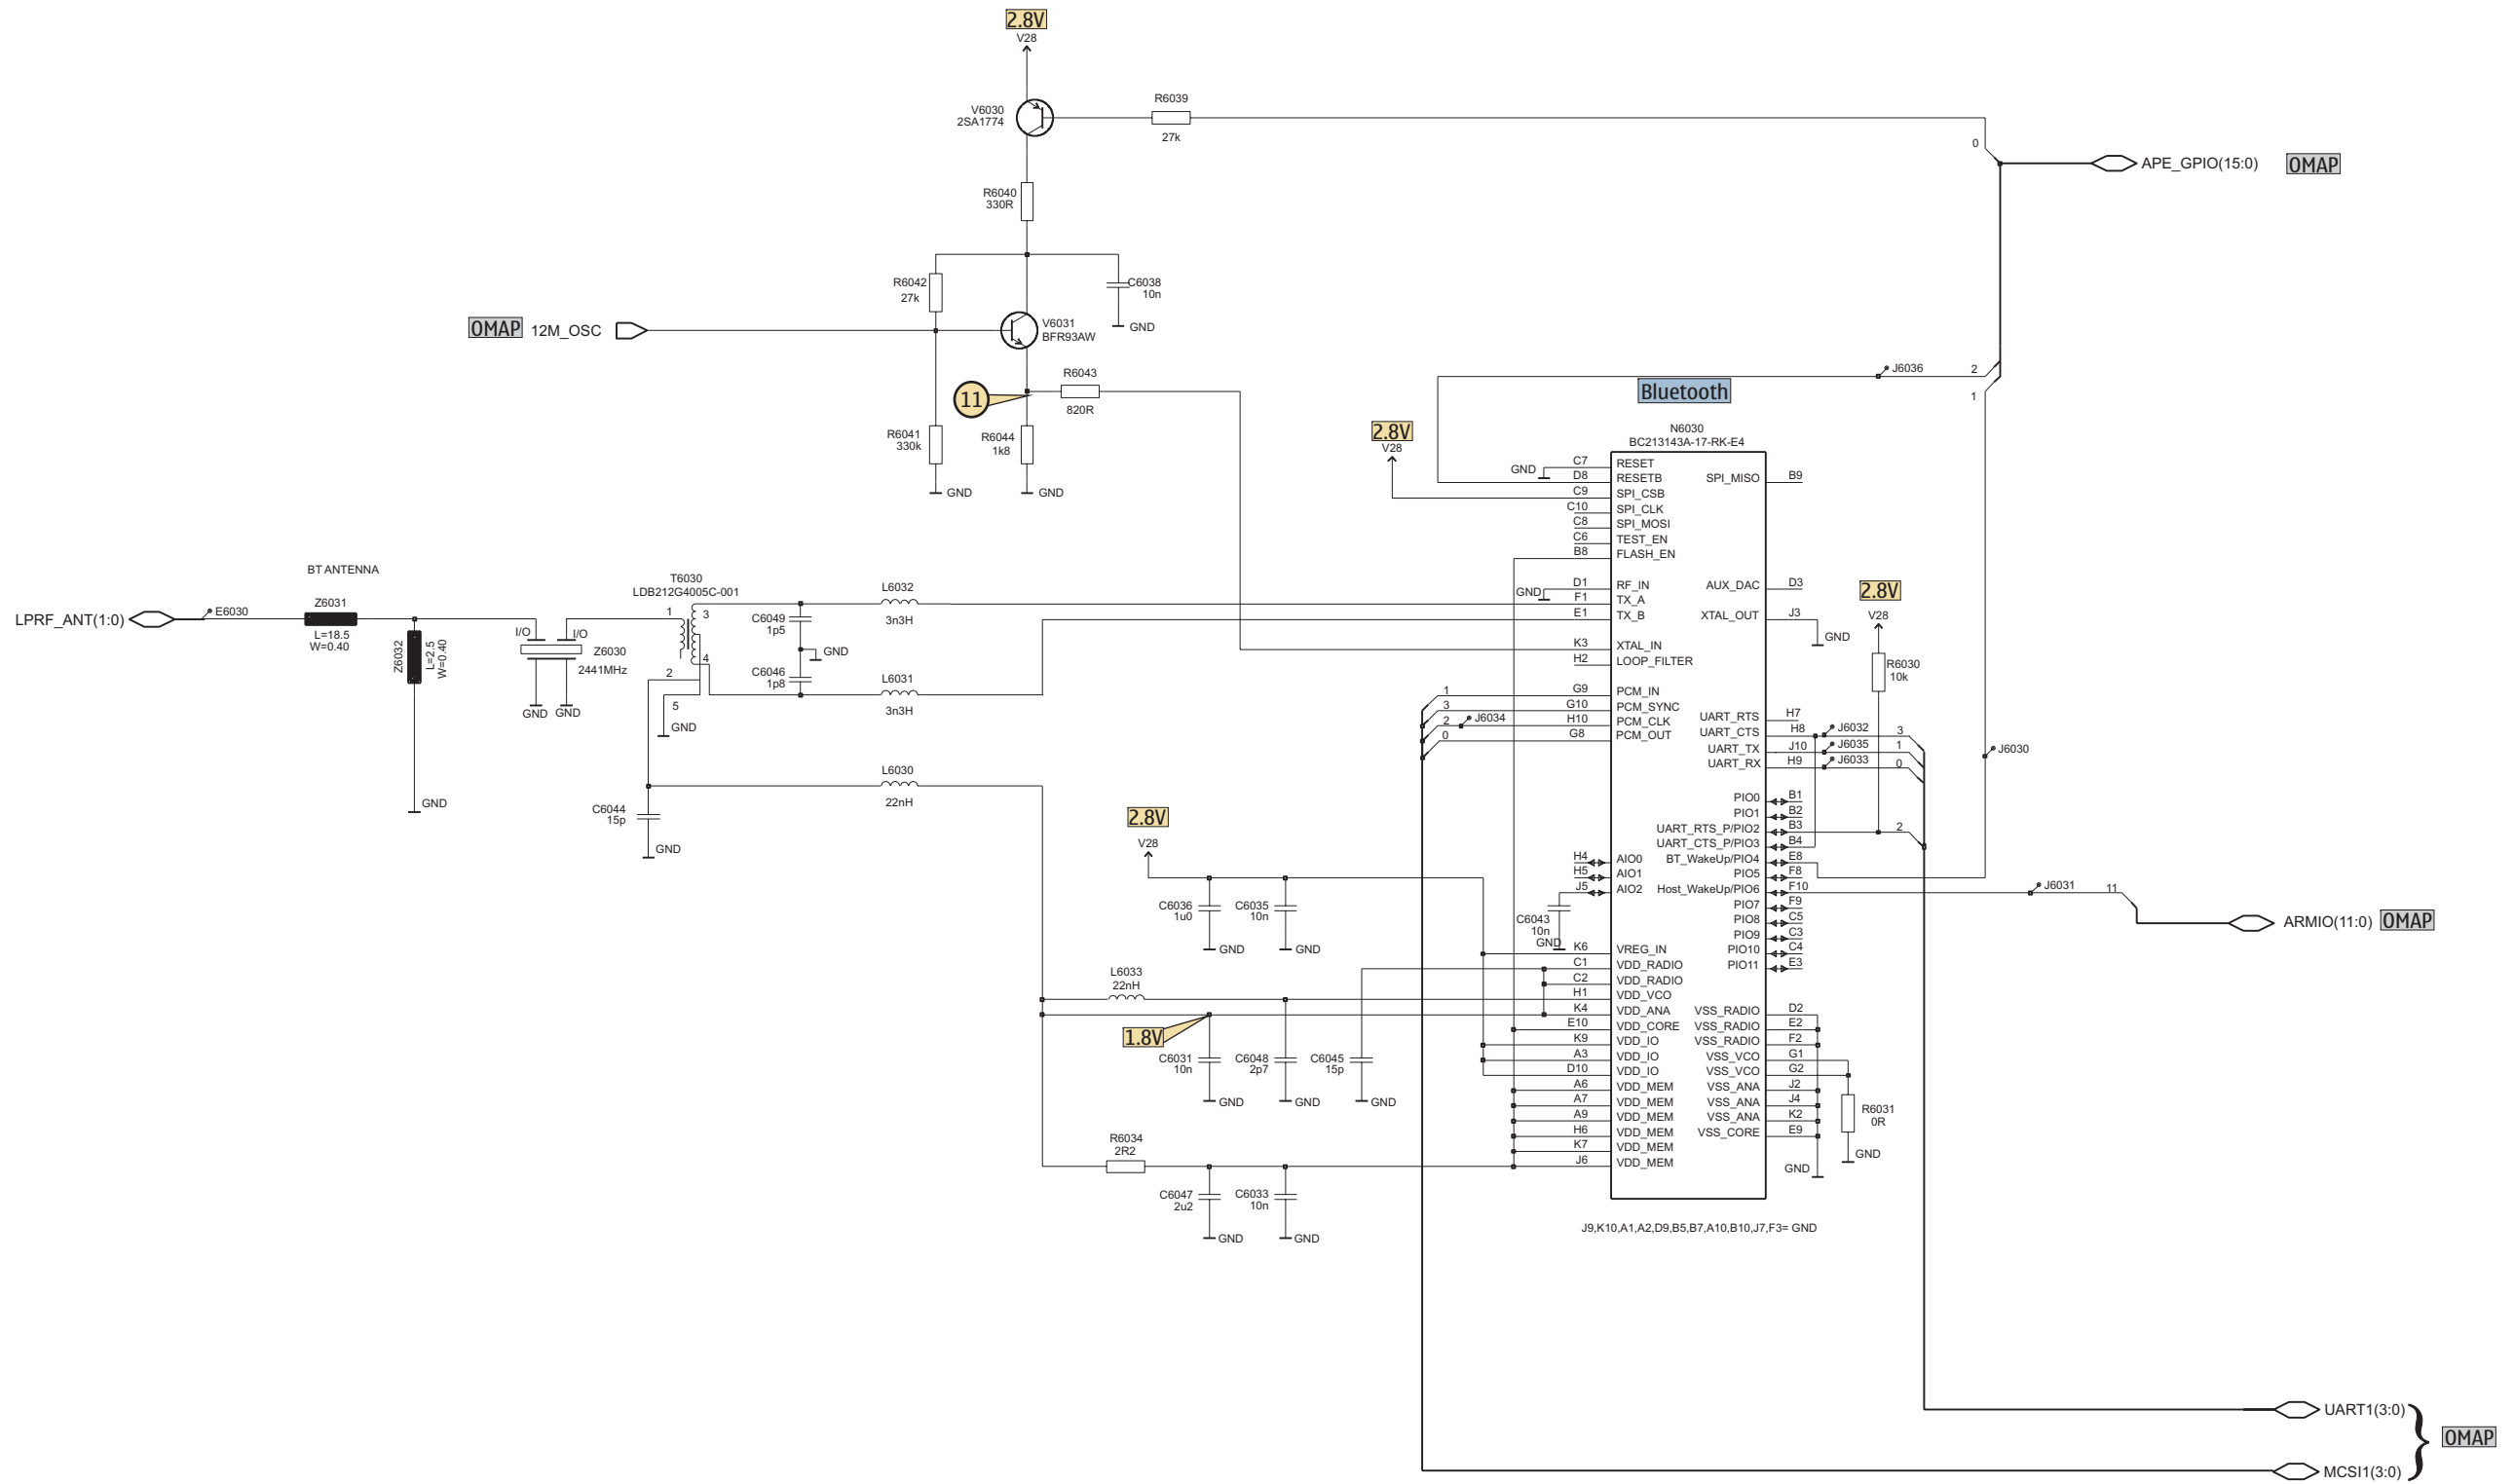 2.8V
V28
V6030
2SA1774
R6039
27k
0
APE_GPIO(15:0)
OMAP
R6040
330R
R6042
27k
C6038
10n
GND
OMAP
12M_OSC
V6031
BFR93AW
R6043
820R
11
R6041
330k
R6044
1k8
GND
GND
J6036
2
1
Bluetooth
2.8V
V28
N6030
BC213143A-17-RK-E4
GND
C7
RESET
D8
RESETB
C9
SPI_CSB
C10
SPI_CLK
C8
SPI_MOSI
C6
TEST_EN
B8
FLASH_EN
SPI_MISO
B9
GND
D1
RF_IN
F1
TX_A
E1
TX_B
K3
XTAL_IN
H2
LOOP_FILTER
AUX_DAC
D3
XTAL_OUT
J3
GND
2.8V
V28
R6030
10k
BT ANTENNA
LPRF_ANT(1:0)
E6030
Z6031
L=18.5
W=0.40
Z6032
L=2.5
W=0.40
GND
I/O
I/O
Z6030
2441MHz
GND
GND
T6030
LDB212G4005C-001
1
3
4
2
5
GND
C6049
1p5
GND
C6046
1p8
L6032
3n3H
L6031
3n3H
L6030
22nH
C6044
15p
GND
1
G9
PCM_IN
3
G10
PCM_SYNC
2
J6034
H10
PCM_CLK
0
G8
PCM_OUT
UART_RTS
H7
UART_CTS
H8
J6032
3
UART_TX
J10
J6035
1
UART_RX
H9
J6033
0
J6030
PIO0
B1
PIO1
B2
UART_RTS_P/PIO2
B3
2
UART_CTS_P/PIO3
B4
BT_WakeUp/PIO4
E8
PIO5
F8
Host_WakeUp/PIO6
F10
J6031
11
PIO7
F9
PIO8
C5
PIO9
C3
PIO10
C4
PIO11
E3
ARMIO(11:0)
OMAP
H4
AIO0
H5
AIO1
J5
AIO2
C6043
10n
GND
2.8V
V28
C6036
1u0
GND
C6035
10n
GND
K6
VREG_IN
C1
VDD_RADIO
C2
VDD_RADIO
H1
VDD_VCO
K4
VDD_ANA
E10
VDD_CORE
K9
VDD_IO
A3
VDD_IO
D10
VDD_IO
A6
VDD_MEM
A7
VDD_MEM
A9
VDD_MEM
H6
VDD_MEM
K7
VDD_MEM
J6
VDD_MEM
L6033
22nH
1.8V
C6031
10n
GND
C6048
2p7
GND
C6045
15p
GND
R6034
2R2
C6047
2u2
GND
C6033
10n
GND
VSS_RADIO
D2
VSS_RADIO
E2
VSS_RADIO
F2
VSS_VCO
G1
VSS_VCO
G2
VSS_ANA
J2
VSS_ANA
J4
VSS_ANA
K2
VSS_CORE
E9
GND
R6031
0R
GND
J9,K10,A1,A2,D9,B5,B7,A10,B10,J7,F3= GND
UART1(3:0)
OMAP
MCSI1(3:0)